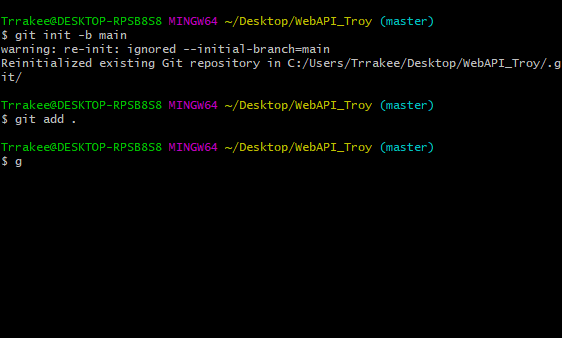 Trrakee@DESKTOP-RPSB8S8 MINGW64 ~/Desktop/WebAPI_Troy (master)
$ git init -b main
warning: re-init: ignored --initial-branch=main
Reinitialized existing Git repository in C:/Users/Trrakee/Desktop/WebAPI_Troy/.g
it/
Trrakee@DESKTOP-RPSB8S8 MINGW64 ~/Desktop/WebAPI_Troy (master)
$ git add .
Trrakee@DESKTOP-RPSB8S8 MINGW64 ~/Desktop/WebAPI_Troy (master)
$ g